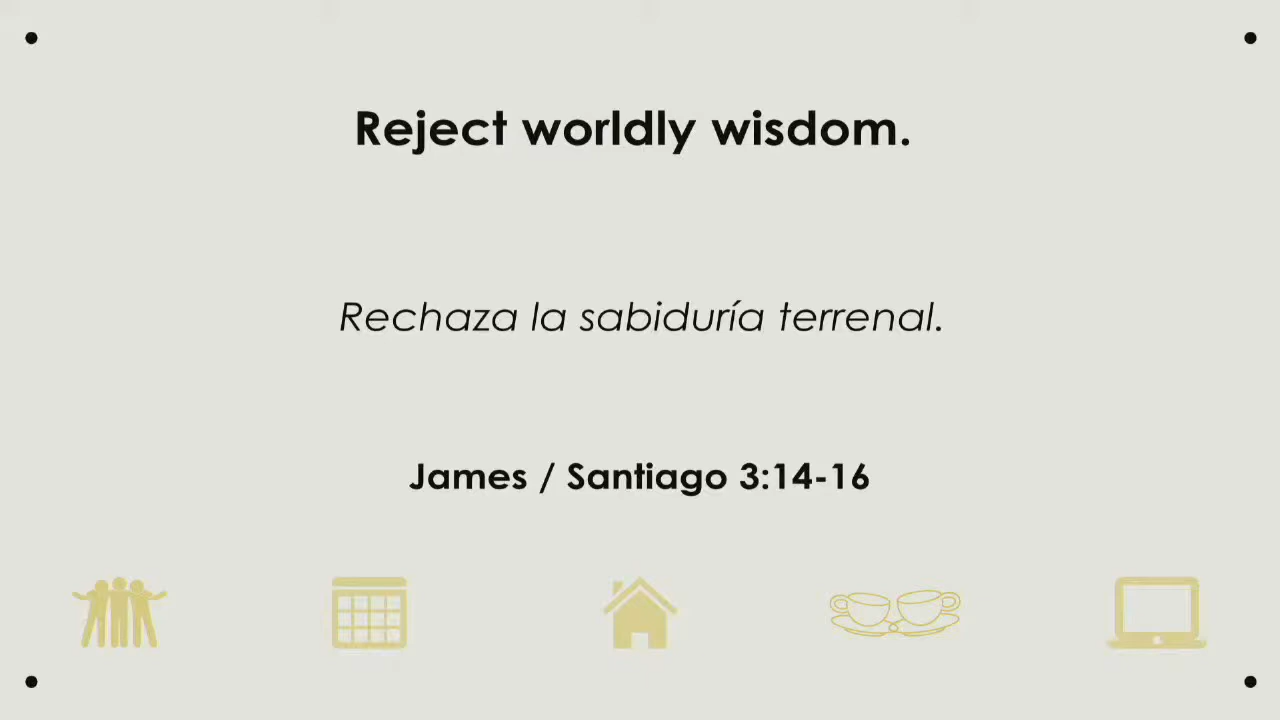 Reject worldly wisdom.
Rechaza la sabiduría terrenal.
James / Santiago 3:14-16